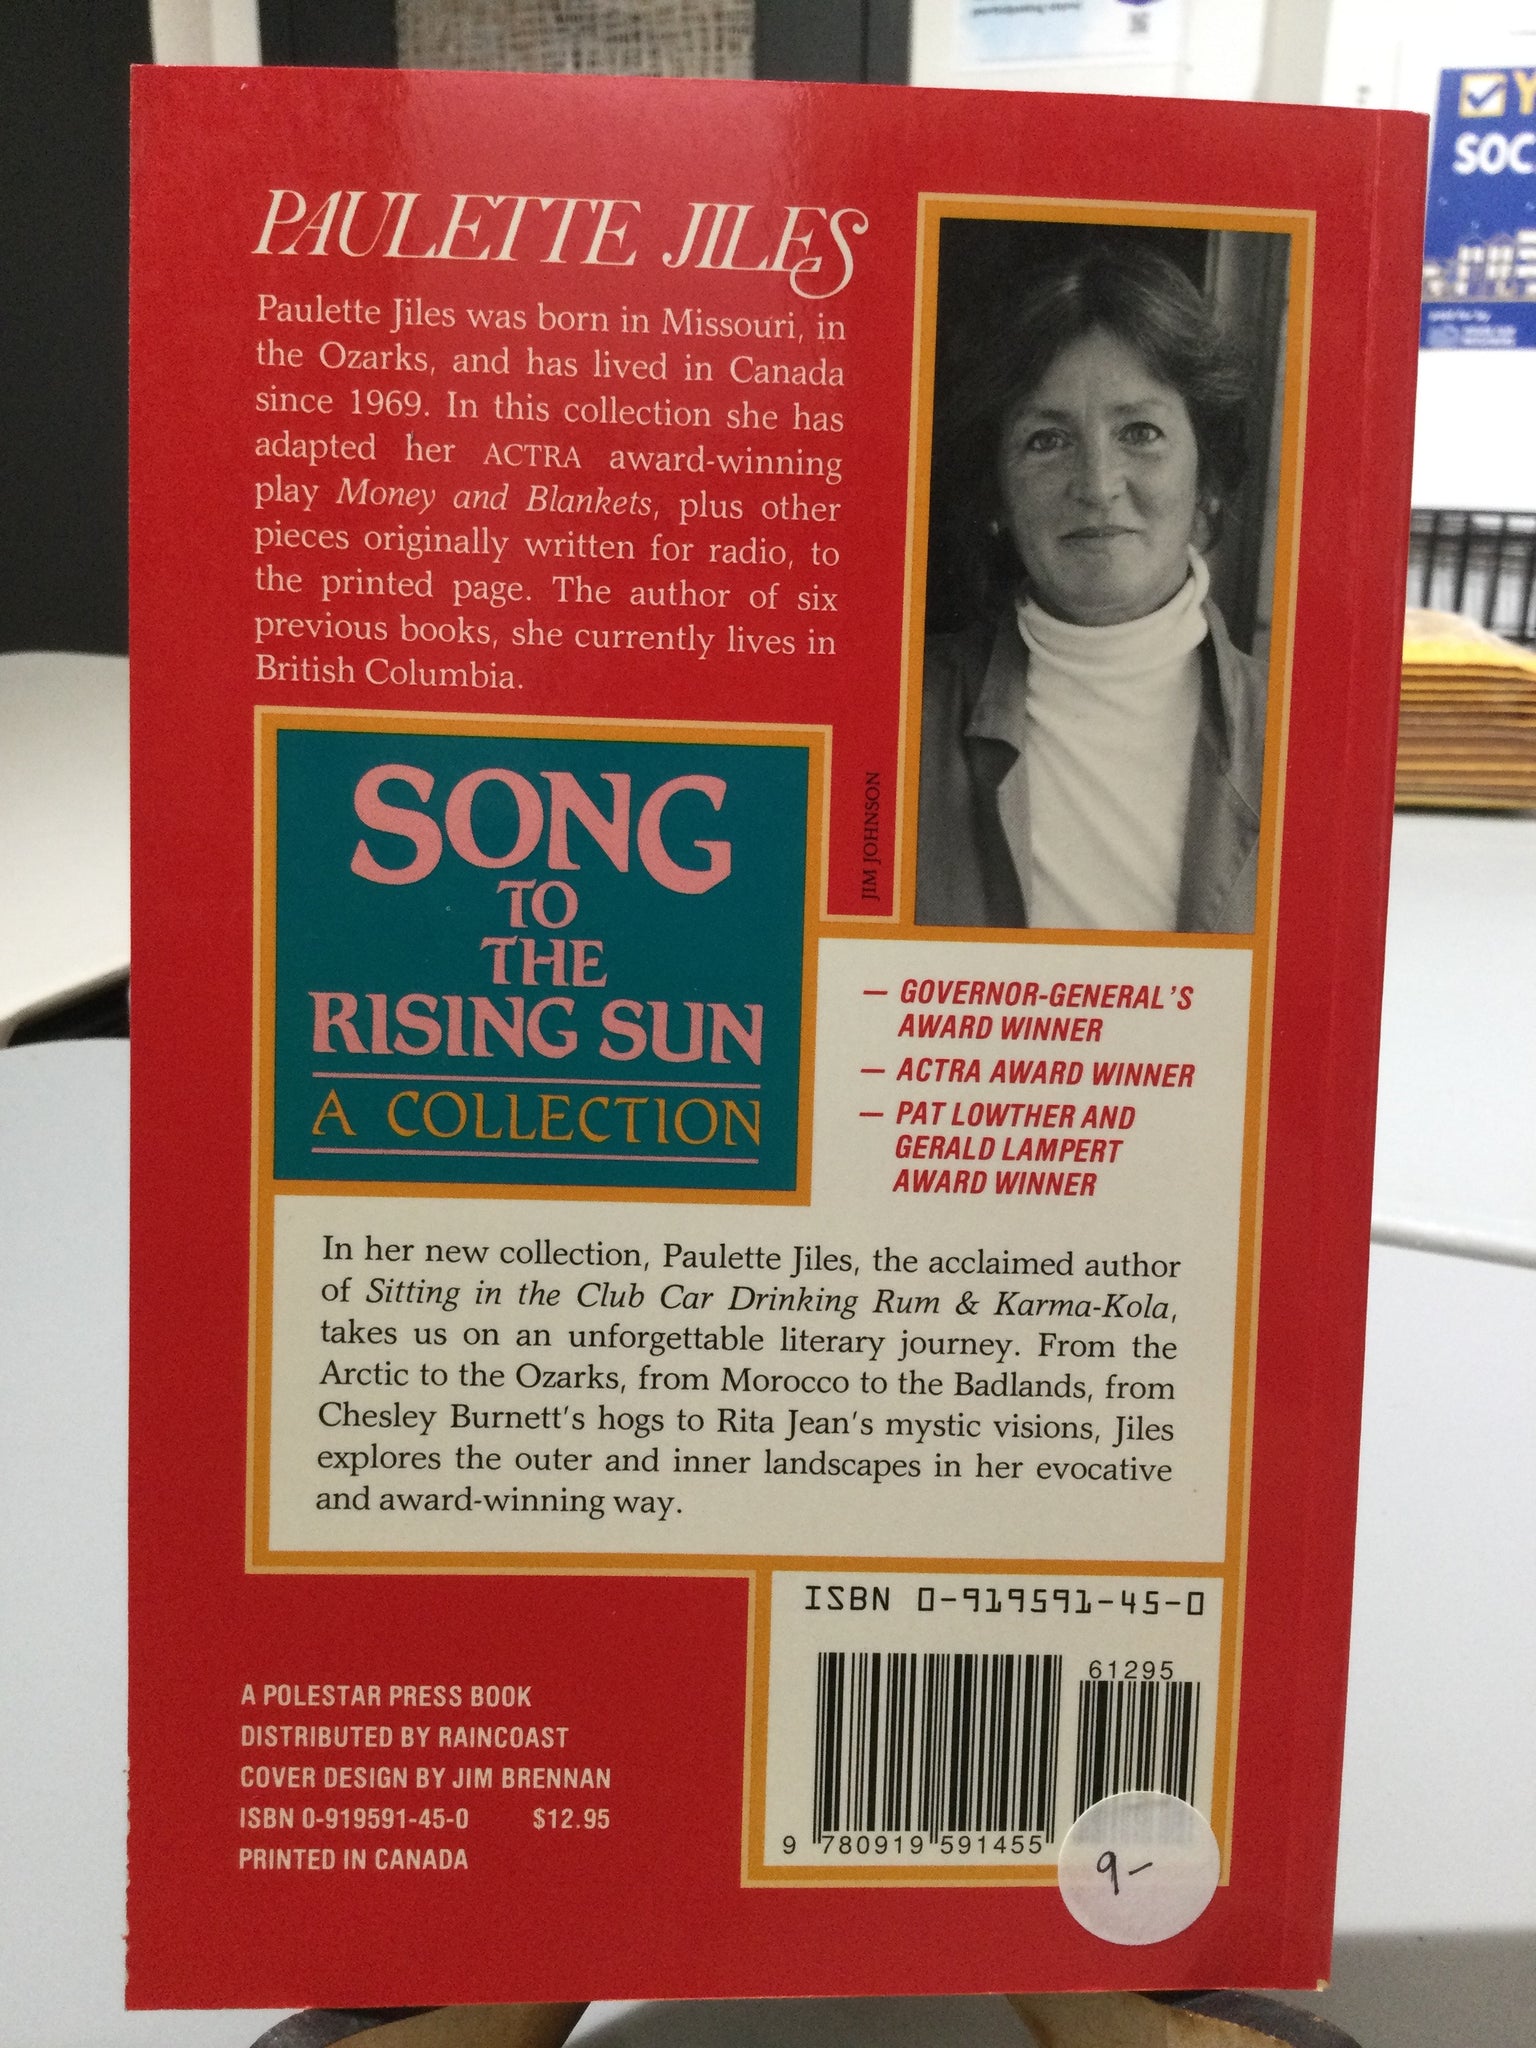 PAULETTE JILES
Paulette Jiles was born in Missouri, in
the Ozarks, and has lived in Canada
since 1969. In this collection she has
adapted her ACTRA award-winning
play Money and Blankets, plus other
pieces originally written for radio, to
the printed page. The author of six
previous books, she currently lives in
British Columbia.
JIM JOHNSON
SONG
TO
THE
RISING SUN
A COLLECTION
— GOVERNOR-GENERAL'S
AWARD WINNER
— ACTRA AWARD WINNER
— PAT LOWTHER AND
GERALD LAMPERT
AWARD WINNER
In her new collection, Paulette Jiles, the acclaimed author
of Sitting in the Club Car Drinking Rum & Karma-Kola,
takes us on an unforgettable literary journey. From the
Arctic to the Ozarks, from Morocco to the Badlands, from
Chesley Burnett's hogs to Rita Jean's mystic visions, Jiles
explores the outer and inner landscapes in her evocative
and award-winning way.
A POLESTAR PRESS BOOK
DISTRIBUTED BY RAINCOAST
COVER DESIGN BY JIM BRENNAN
ISBN 0-919591-45-0 $12.95
PRINTED IN CANADA
ISBN 0-919591-45-0
61295
9 780919 591455
9-
Y
SOC